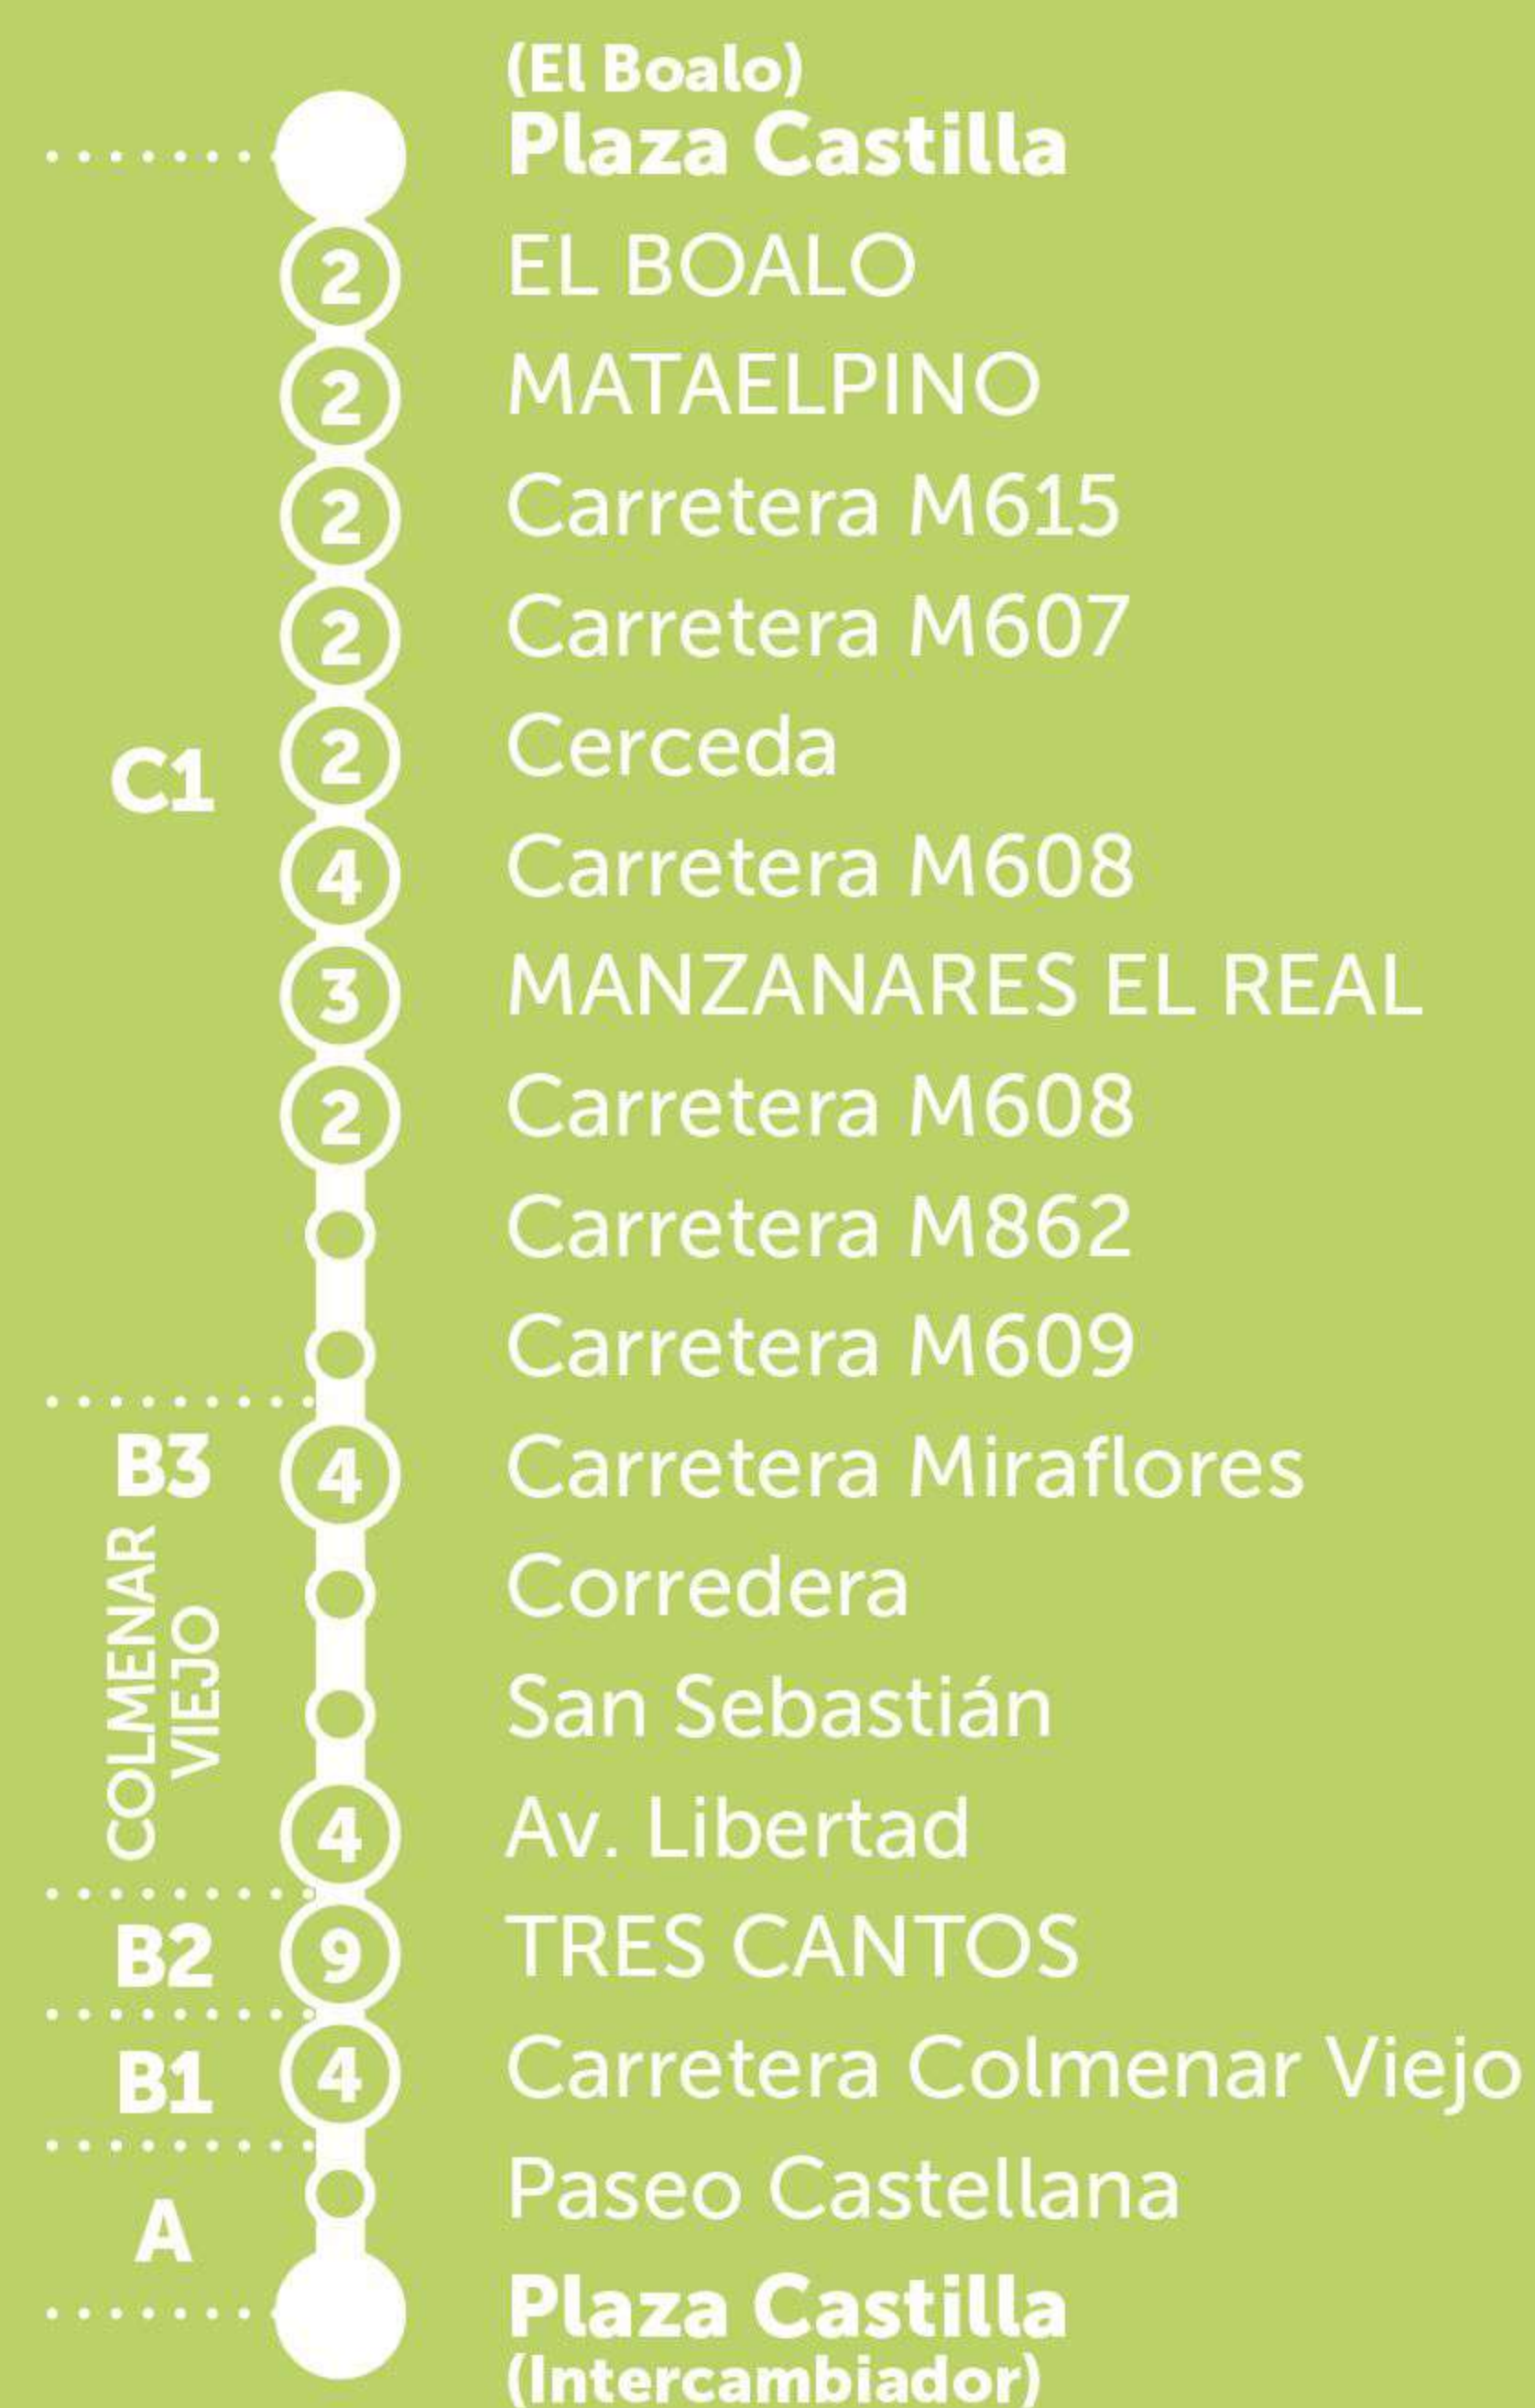 (El Boalo)
Plaza Castilla
2 EL BOALO
2 MATAELPINO
2 Carretera M615
2 Carretera M607
C1
2 Cerceda
4 Carretera M608
3 MANZANARES EL REAL
2 Carretera M608
Carretera M862
Carretera M609
B3 4 Carretera Miraflores
COLMENAR
VIEJO
Corredera
San Sebastián
4 Av. Libertad
B2 9 TRES CANTOS
B1 4 Carretera Colmenar Viejo
Paseo Castellana
A
Plaza Castilla
(Intercambiador)